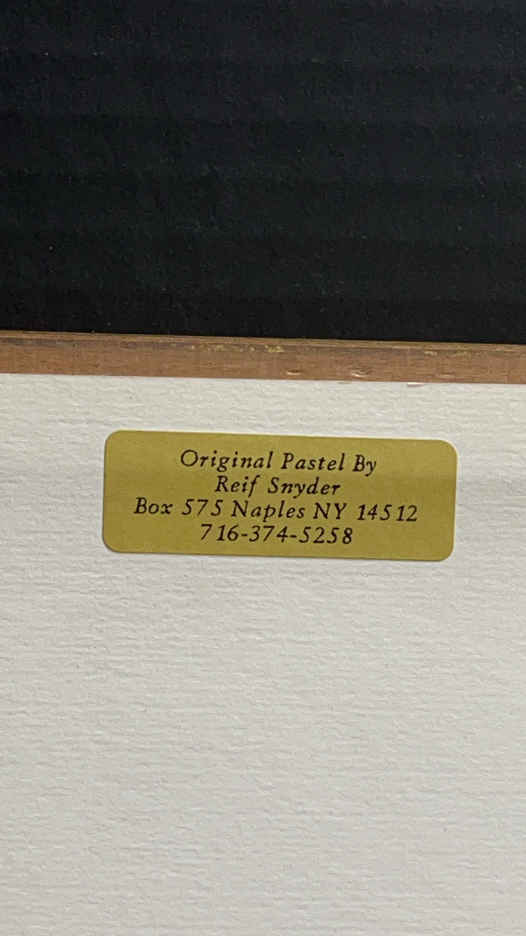 Original Pastel By
Reif Snyder
Box 575 Naples NY 14512
716-374-5258